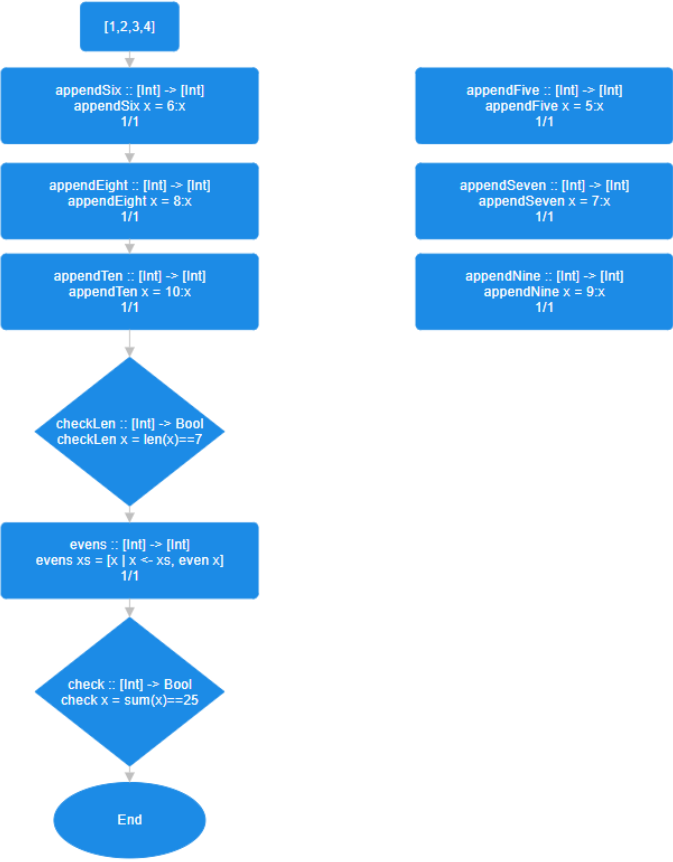 [1,2,3,4]
appendSix :: [Int] -> [Int]
appendSix x = 6:x
1/1
appendFive :: [Int] -> [Int]
appendFive x = 5:x
1/1
appendEight :: [Int] -> [Int]
appendEight x = 8:x
1/1
appendSeven :: [Int] -> [Int]
appendSeven x = 7:x
1/1
appendTen :: [Int] -> [Int]
appendTen x = 10:x
1/1
appendNine :: [Int] -> [Int]
appendNine x = 9:x
1/1
checkLen :: [Int] -> Bool
checkLen x = len(x)==7
evens :: [Int] -> [Int]
evens xs = [x | x <- xs, even x]
1/1
check :: [Int] -> Bool
check x = sum(x)==25
End